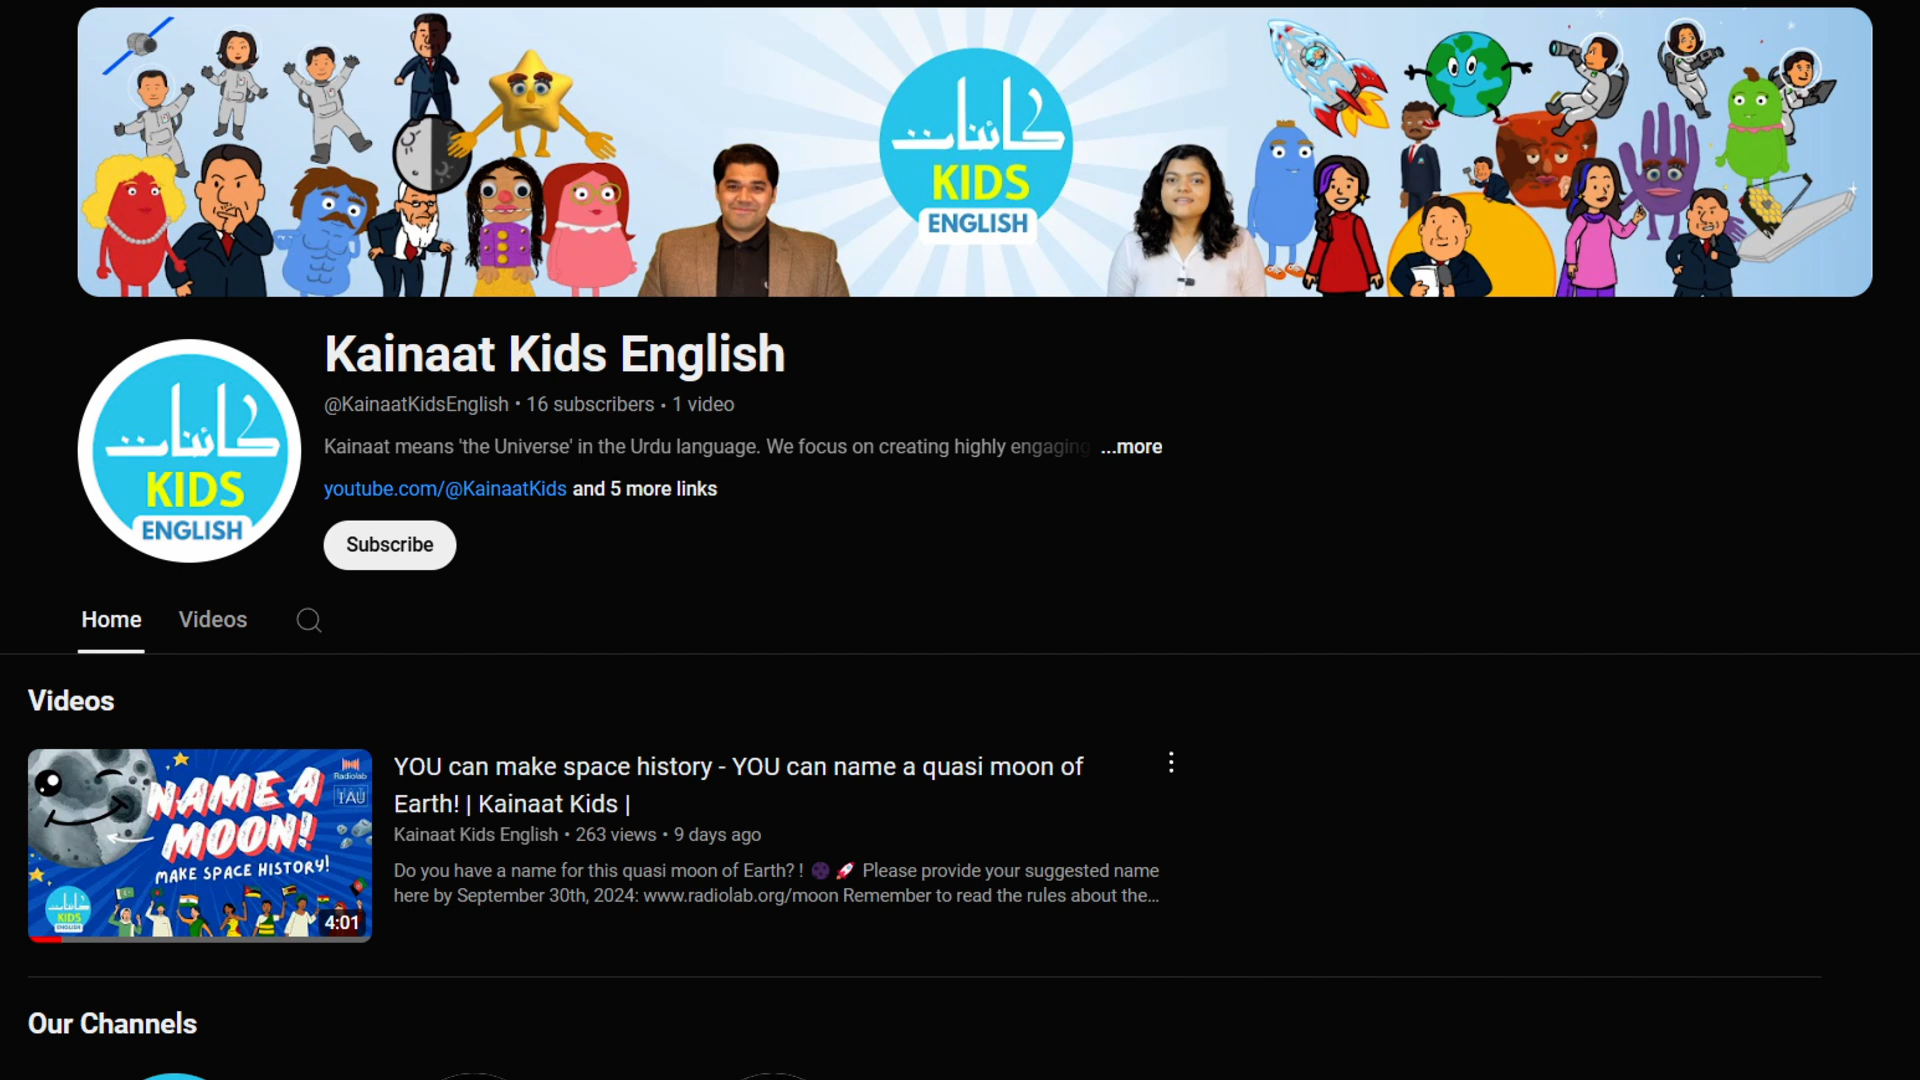 کائنات
KIDS
ENGLISH
کائنات
KIDS
ENGLISH
Kainaat Kids English
@KainaatKidsEnglish • 16 subscribers • 1 video
Kainaat means 'the Universe' in the Urdu language. We focus on creating highly engaging ...more
youtube.com/@KainaatKids and 5 more links
Subscribe
Home Videos
Videos
NAME A
MOON!
MAKE SPACE HISTORY!
Radiolab
IAU
کائنات
KIDS
ENGLISH
4:01
YOU can make space history - YOU can name a quasi moon of
Earth! | Kainaat Kids |
Kainaat Kids English • 263 views • 9 days ago
Do you have a name for this quasi moon of Earth? ! 🌑 🚀 Please provide your suggested name
here by September 30th, 2024: www.radiolab.org/moon Remember to read the rules about the...
Our Channels